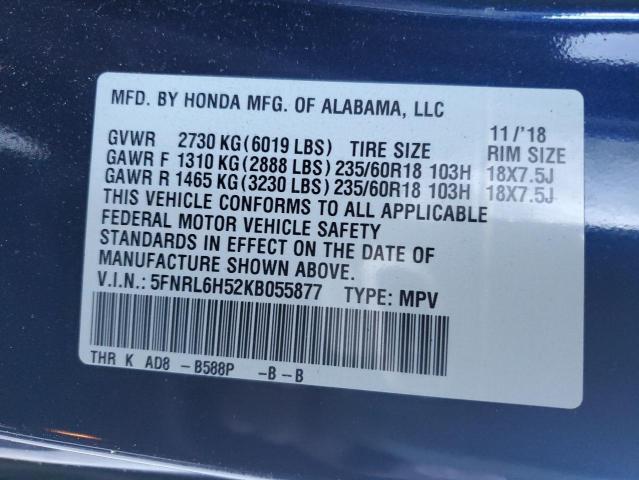 MFD. BY HONDA MFG. OF ALABAMA, LLC
GVWR 2730 KG(6019 LBS) TIRE SIZE 11/'18 RIM SIZE
GAWR F 1310 KG(2888 LBS) 235/60R18 103H 18X7.5J
GAWR R 1465 KG(3230 LBS) 235/60R18 103H 18X7.5J
THIS VEHICLE CONFORMS TO ALL APPLICABLE
FEDERAL MOTOR VEHICLE SAFETY
STANDARDS IN EFFECT ON THE DATE OF
MANUFACTURE SHOWN ABOVE.
V.I.N.: 5FNRL6H52KB055877 TYPE: MPV
THR K AD8 - B588P -B - B